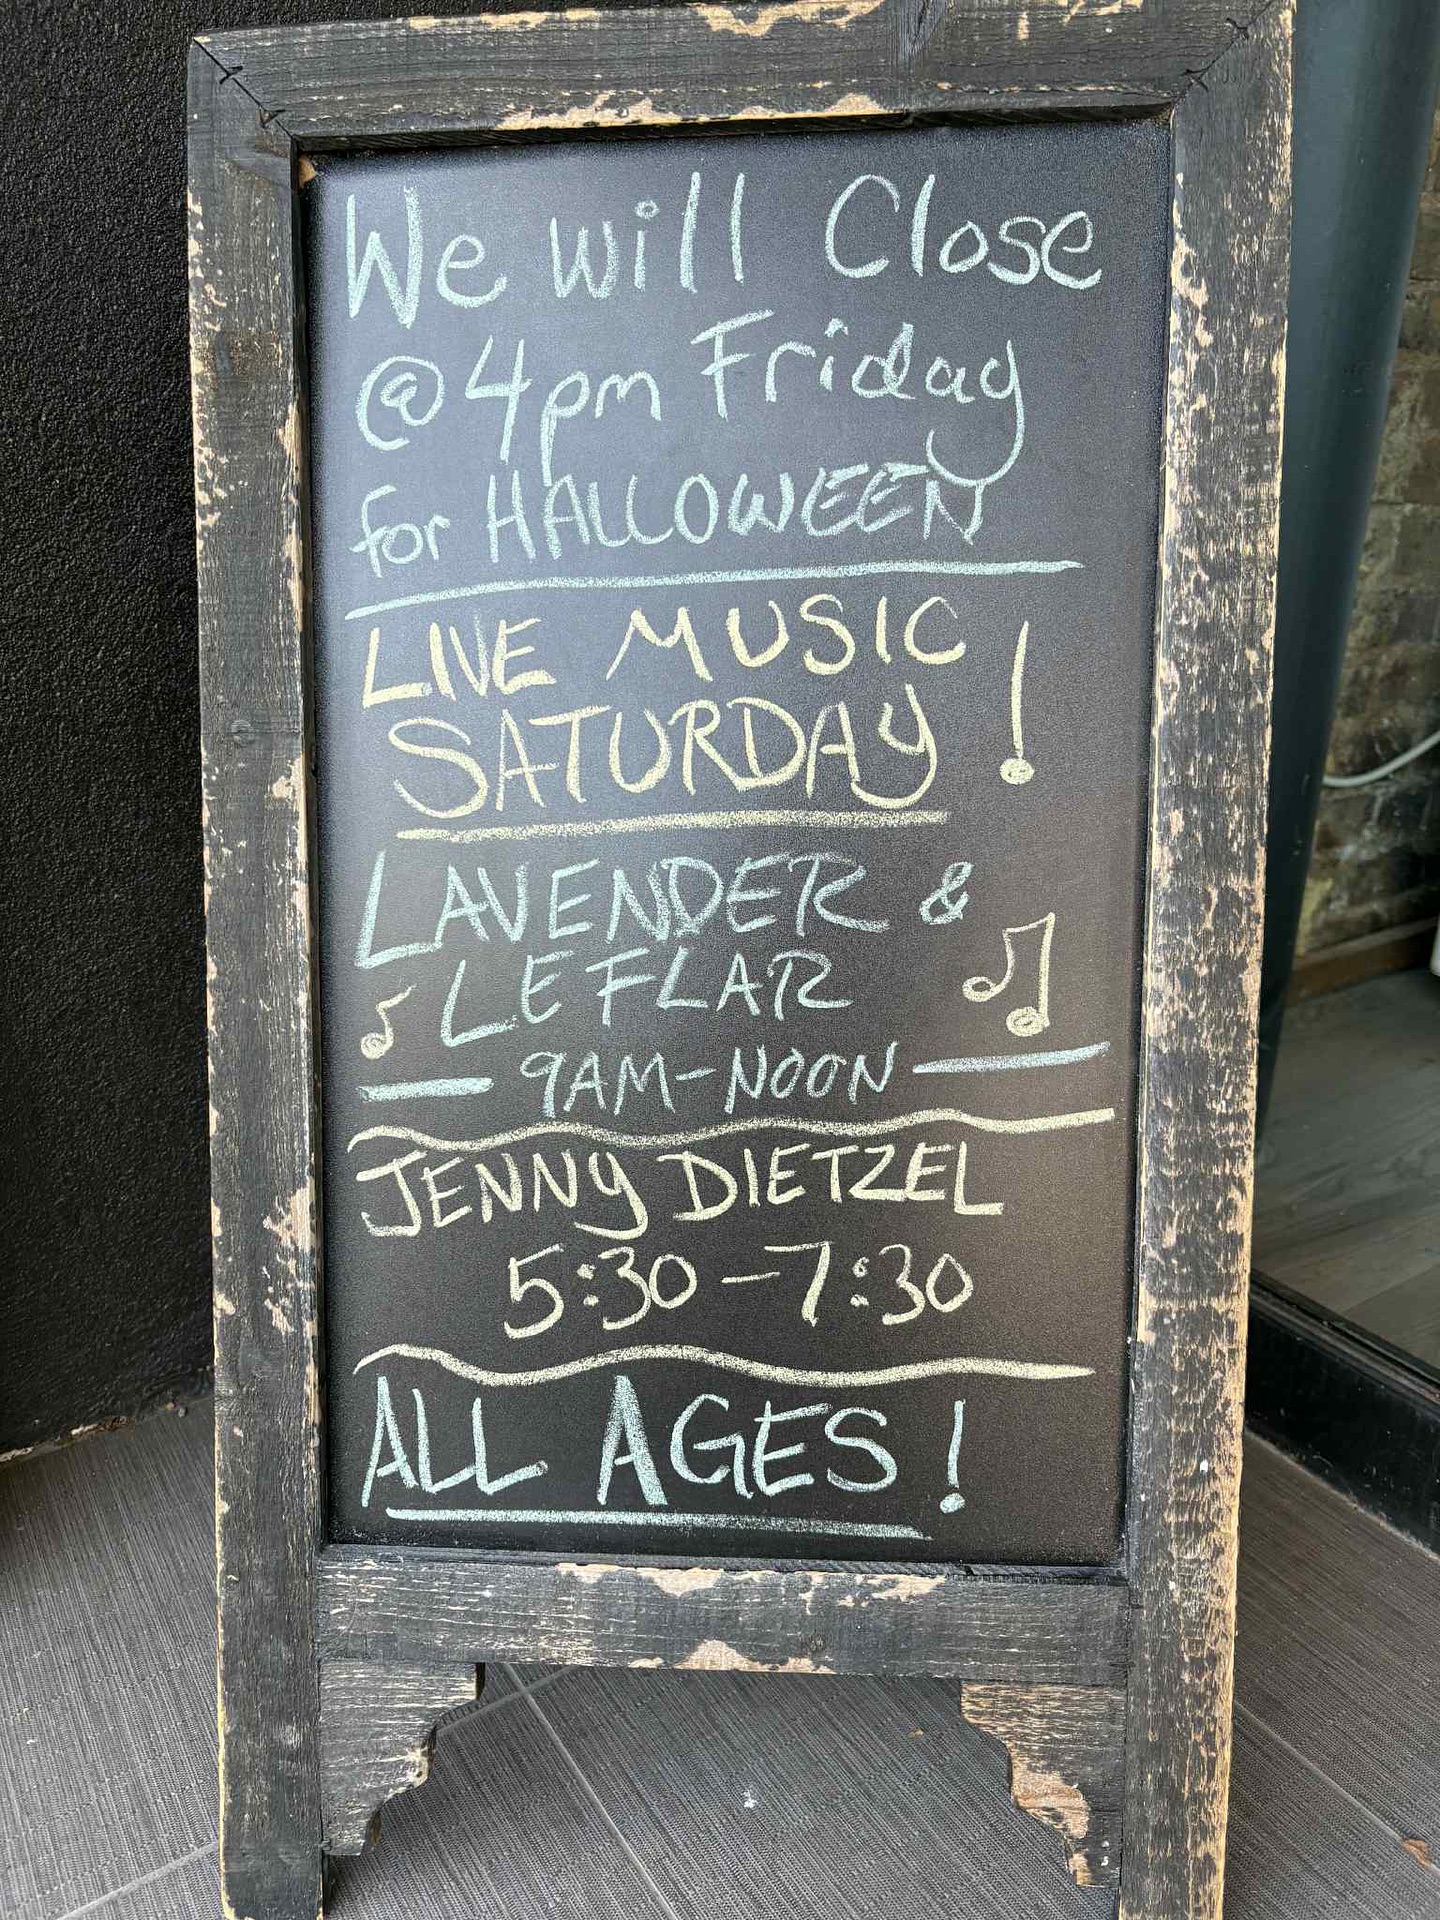 We will Close
@ 4pm Friday
for HALLOWEEN
LIVE MUSIC
SATURDAY !
LAVENDER &
LEFLAR
9AM-NOON
JENNY DIETZEL
5:30-7:30
ALL AGES!